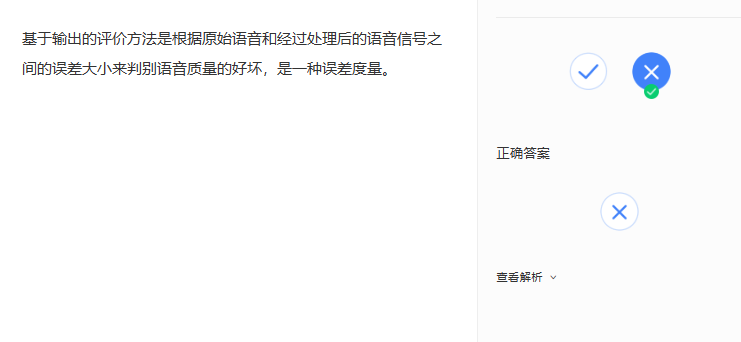 基于输出的评价方法是根据原始语音和经过处理后的语音信号之
间的误差大小来判别语音质量的好坏，是一种误差度量。
正确答案
查看解析